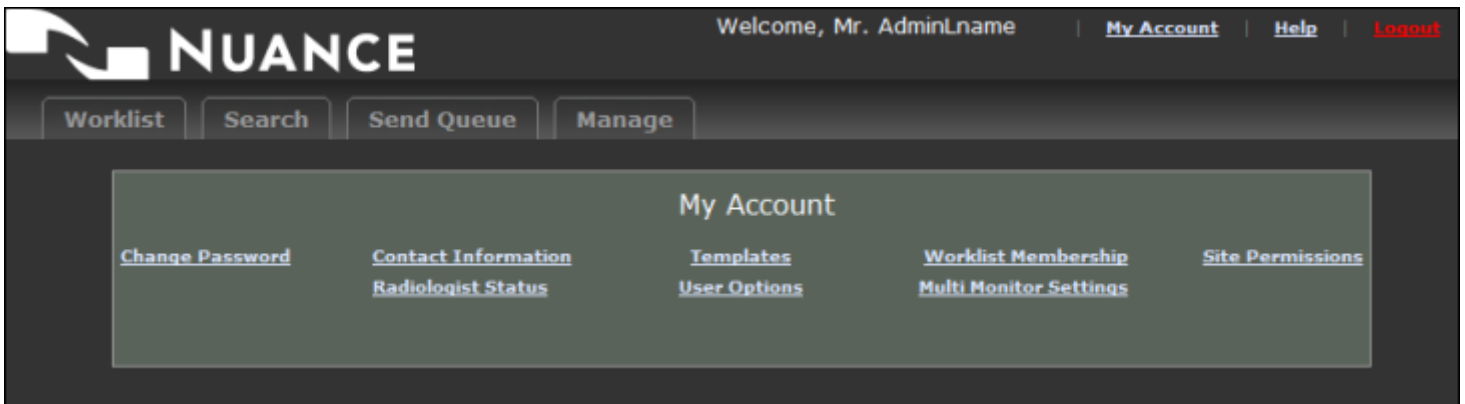 Welcome, Mr. AdminLname | My Account | Help | Logout
NUANCE
Worklist Search Send Queue Manage
My Account
Change Password Contact Information Templates Worklist Membership Site Permissions
Radiologist Status User Options Multi Monitor Settings